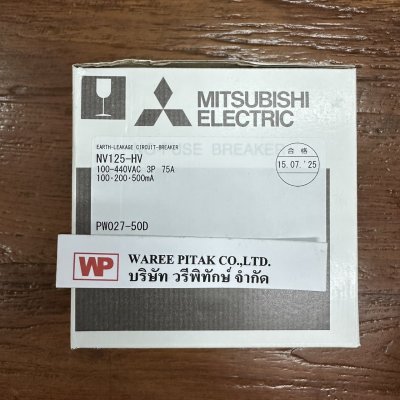 MITSUBISHI
ELECTRIC
EARTH-LEAKAGE CIRCUIT-BREAKER
NV125-HV
100-440VAC 3P 75A
100·200·500mA
合格
15.07.'25
FUSE BREAKER
PW027-50D
WP
WAREE PITAK CO.,LTD.
บริษัท วรีพิทักษ์ จำกัด